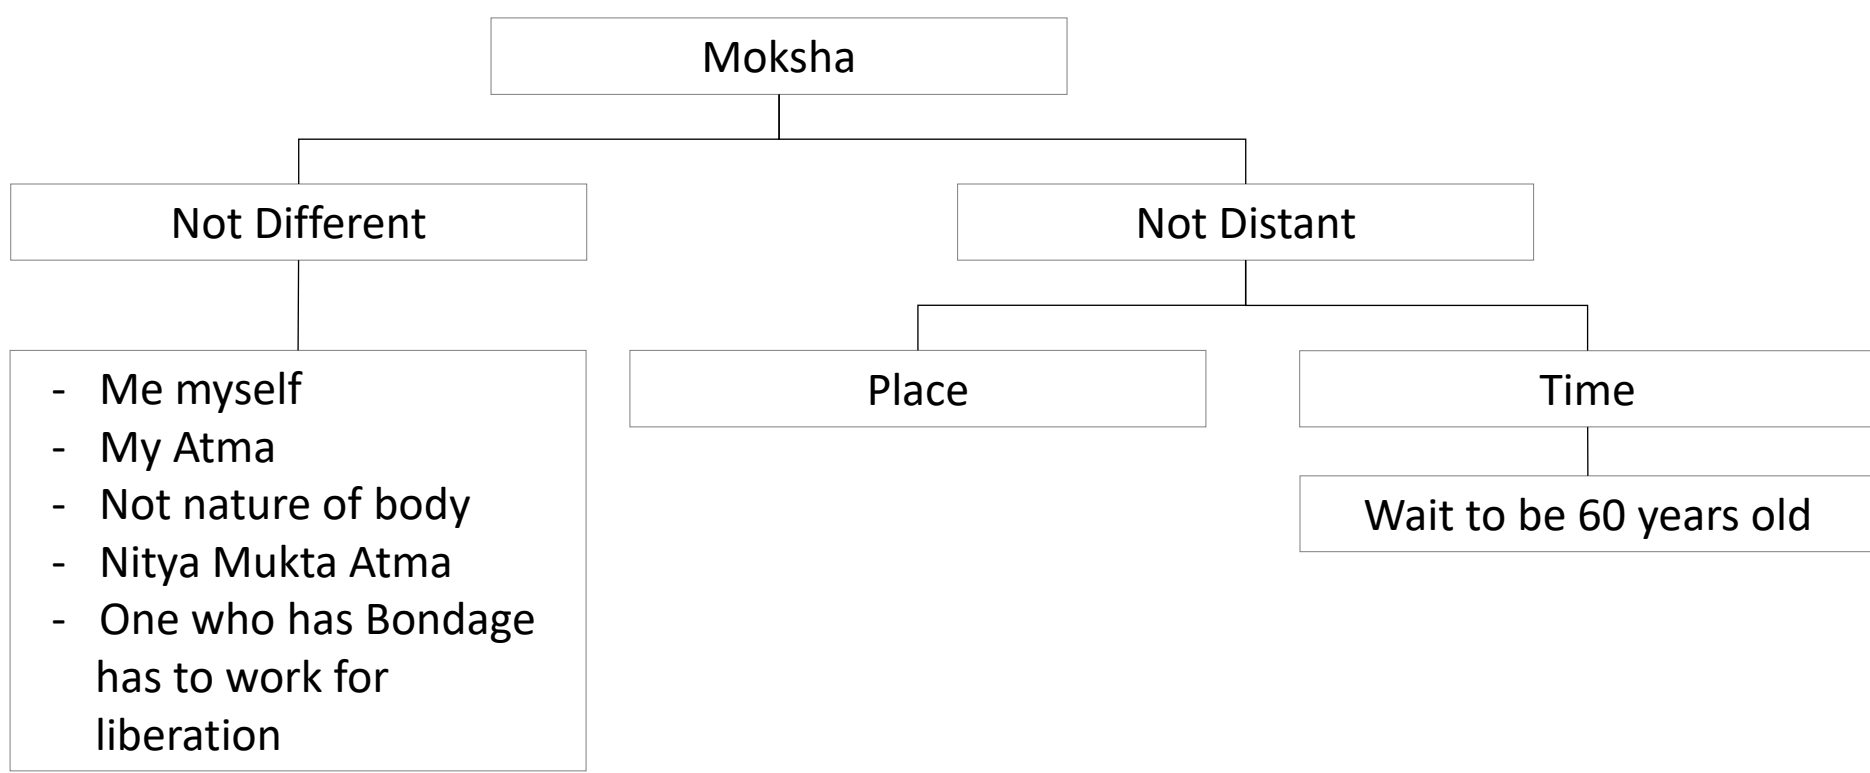 Moksha
Not Different
Not Distant
- Me myself
- My Atma
- Not nature of body
- Nitya Mukta Atma
- One who has Bondage
has to work for
liberation
Place
Time
Wait to be 60 years old